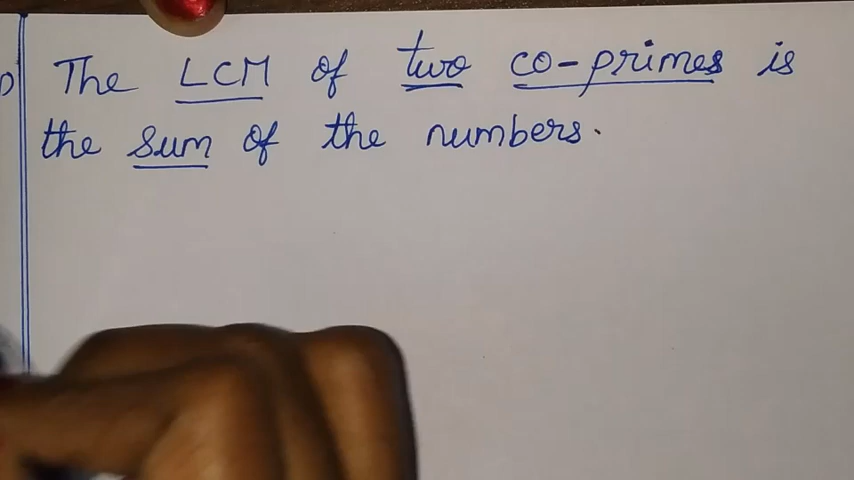 The LCM of two co-primes is
the sum of the numbers.